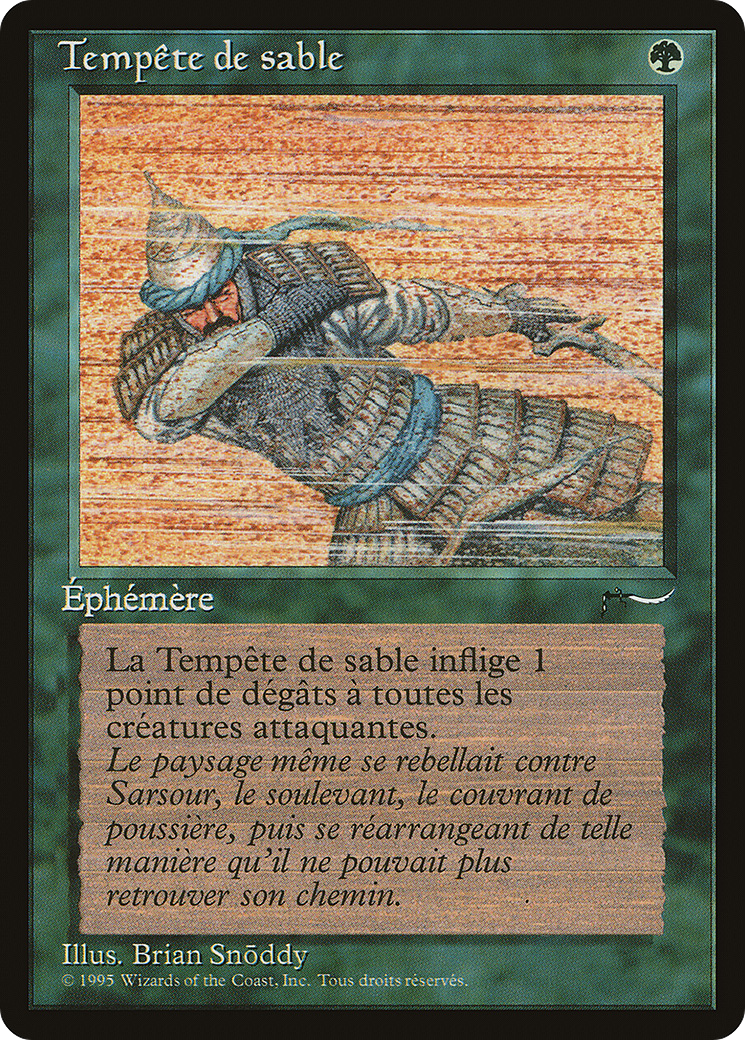 Tempête de sable
Éphémère
La Tempête de sable inflige 1
point de dégâts à toutes les
créatures attaquantes.
Le paysage même se rebellait contre
Sarsour, le soulevant, le couvrant de
poussière, puis se réarrangeant de telle
manière qu'il ne pouvait plus
retrouver son chemin.
Illus. Brian Snōddy
© 1995 Wizards of the Coast, Inc. Tous droits réservés.